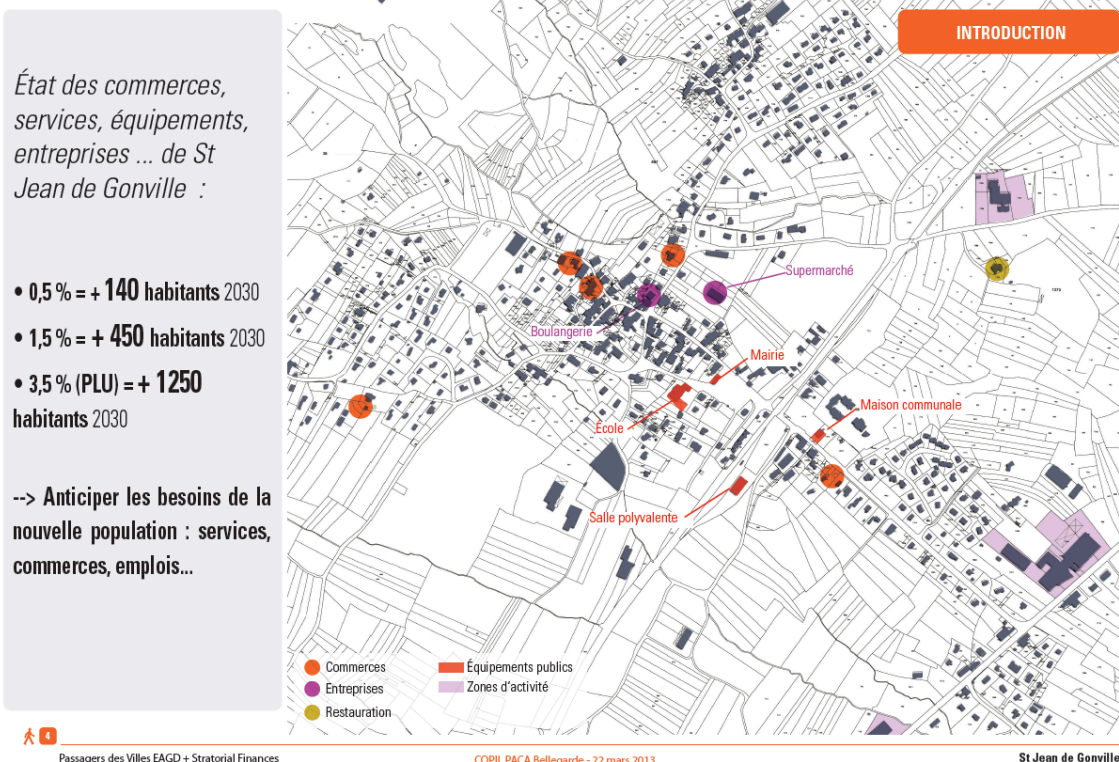 INTRODUCTION
État des commerces,
services, équipements,
entreprises ... de St
Jean de Gonville :
• 0,5 % = + 140 habitants 2030
• 1,5 % = + 450 habitants 2030
• 3,5 % (PLU) = + 1250
habitants 2030
--> Anticiper les besoins de la
nouvelle population : services,
commerces, emplois...
Supermarché
Boulangerie
Mairie
Maison communale
École
Salle polyvalente
Commerces
Entreprises
Restauration
Équipements publics
Zones d'activité
4
Passagers des Villes EAGD + Stratorial Finances
COPIL PACA Bellegarde - 22 mars 2013
St Jean de Gonville